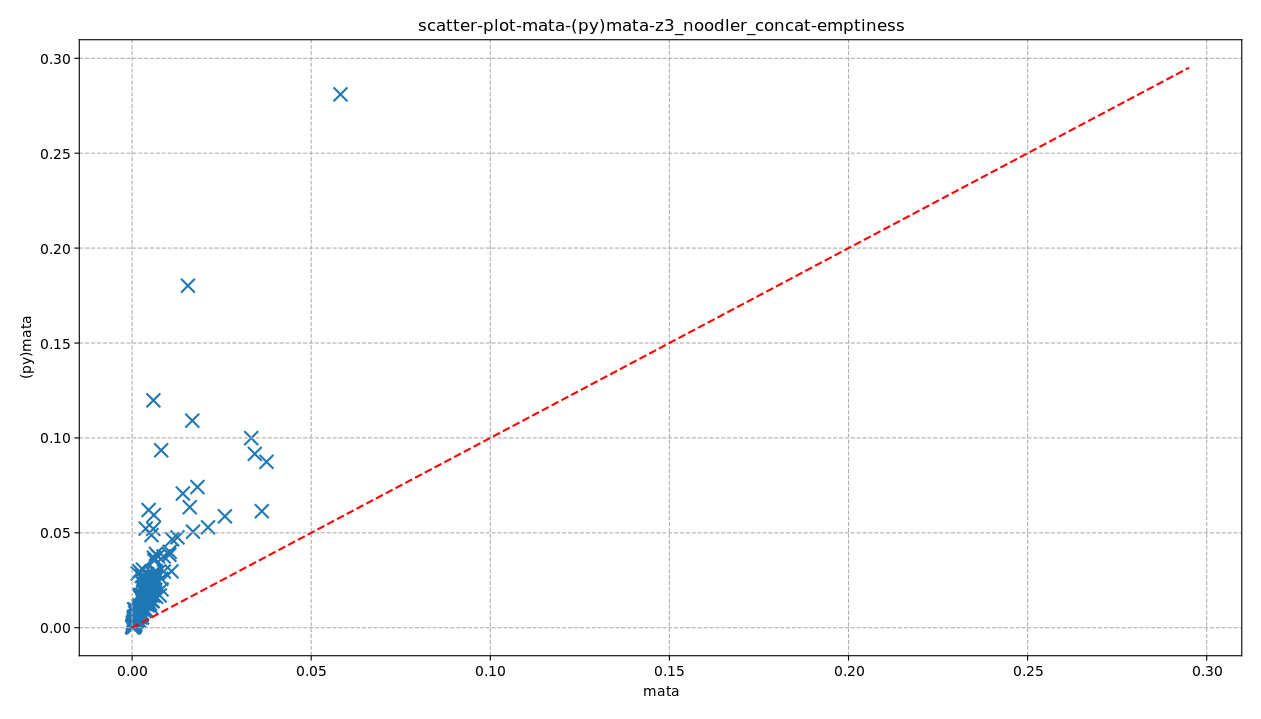 scatter-plot-mata-(py)mata-z3_noodler_concat-emptiness
0.30
0.25
0.20
0.15
0.10
0.05
0.00
(py)mata
0.00 0.05 0.10 0.15 0.20 0.25 0.30
mata